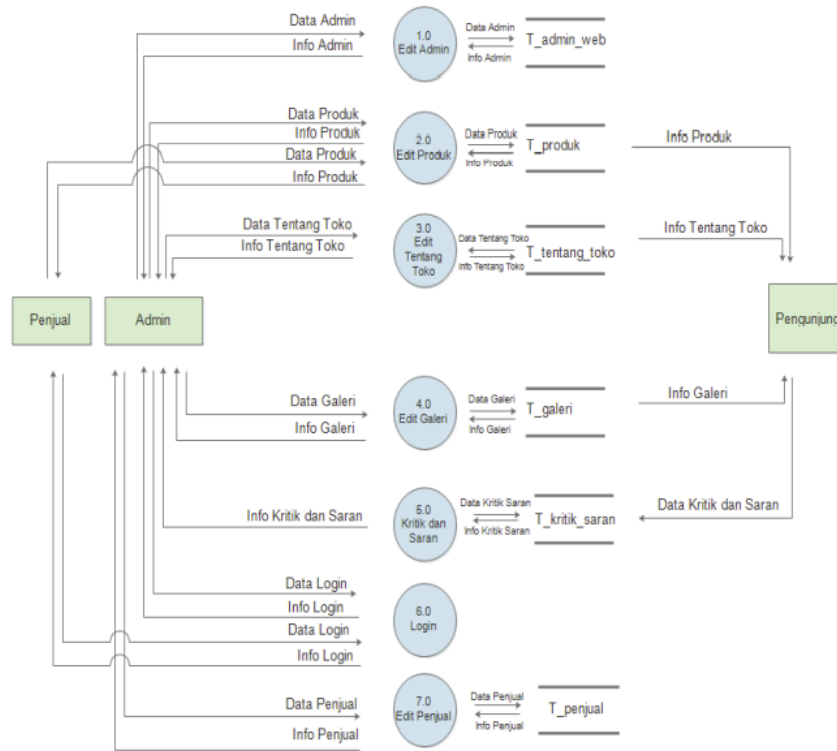 Data Admin
Info Admin
1.0
Edit Admin
Data Admin
Info Admin
T_admin_web
Data Produk
Info Produk
Data Produk
Info Produk
2.0
Edit Produk
Data Produk
Info Produk
T_produk
Info Produk
Data Tentang Toko
Info Tentang Toko
3.0
Edit
Tentang
Toko
Data Tentang Toko
Info Tentang Toko
T_tentang_toko
Info Tentang Toko
Penjual
Admin
Pengunjung
Data Galeri
Info Galeri
4.0
Edit Galeri
Data Galeri
Info Galeri
T_galeri
Info Galeri
Info Kritik dan Saran
5.0
Kritik dan
Saran
Data Kritik Saran
Info Kritik Saran
T_kritik_saran
Data Kritik dan Saran
Data Login
Info Login
Data Login
Info Login
6.0
Login
Data Penjual
Info Penjual
7.0
Edit Penjual
Data Penjual
Info Penjual
T_penjual